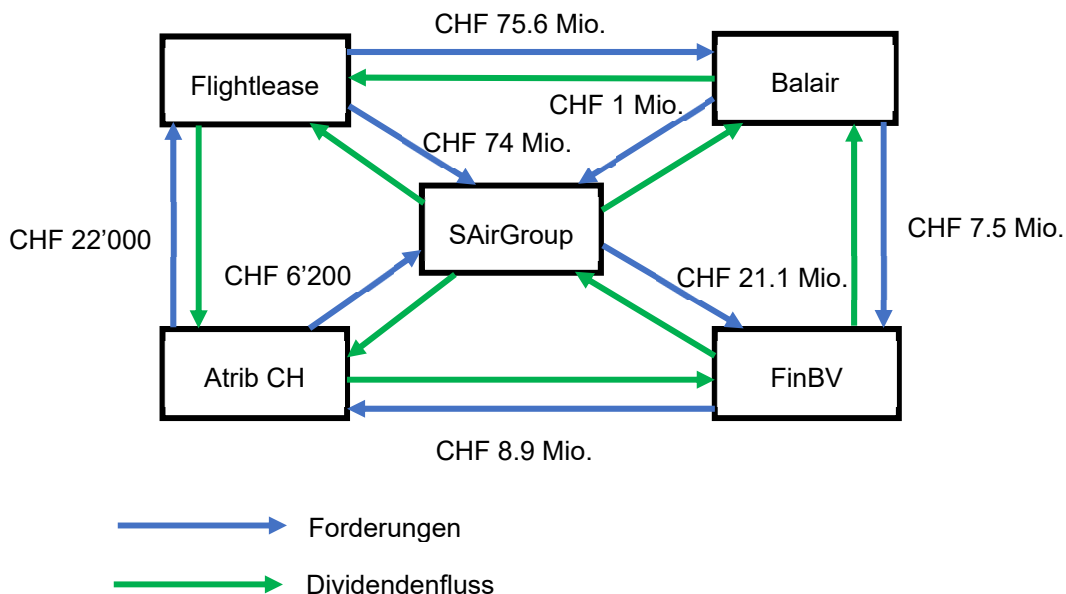 CHF 75.6 Mio.
Flightlease
Balair
CHF 1 Mio.
CHF 74 Mio.
SAirGroup
CHF 22’000
CHF 7.5 Mio.
CHF 6’200
CHF 21.1 Mio.
Atrib CH
FinBV
CHF 8.9 Mio.
Forderungen
Dividendenfluss